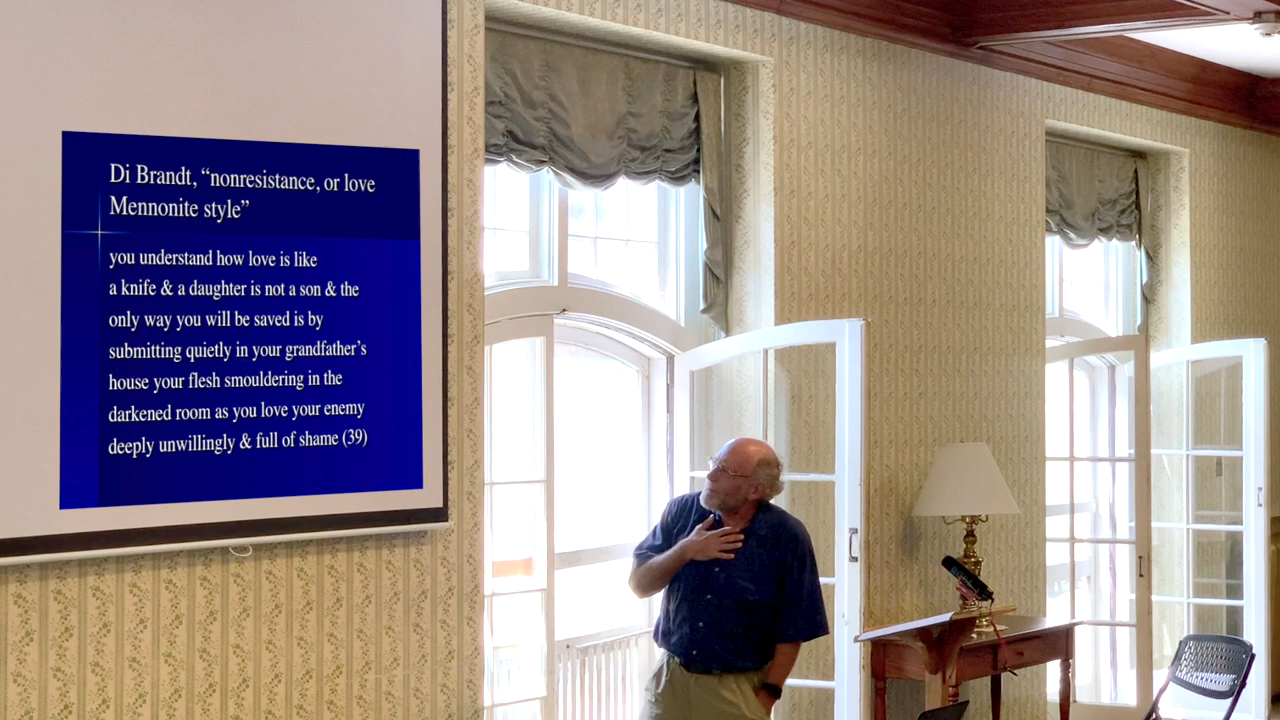 Di Brandt, “nonresistance, or love
Mennonite style”
you understand how love is like
a knife & a daughter is not a son & the
only way you will be saved is by
submitting quietly in your grandfather’s
house your flesh smouldering in the
darkened room as you love your enemy
deeply unwillingly & full of shame (39)